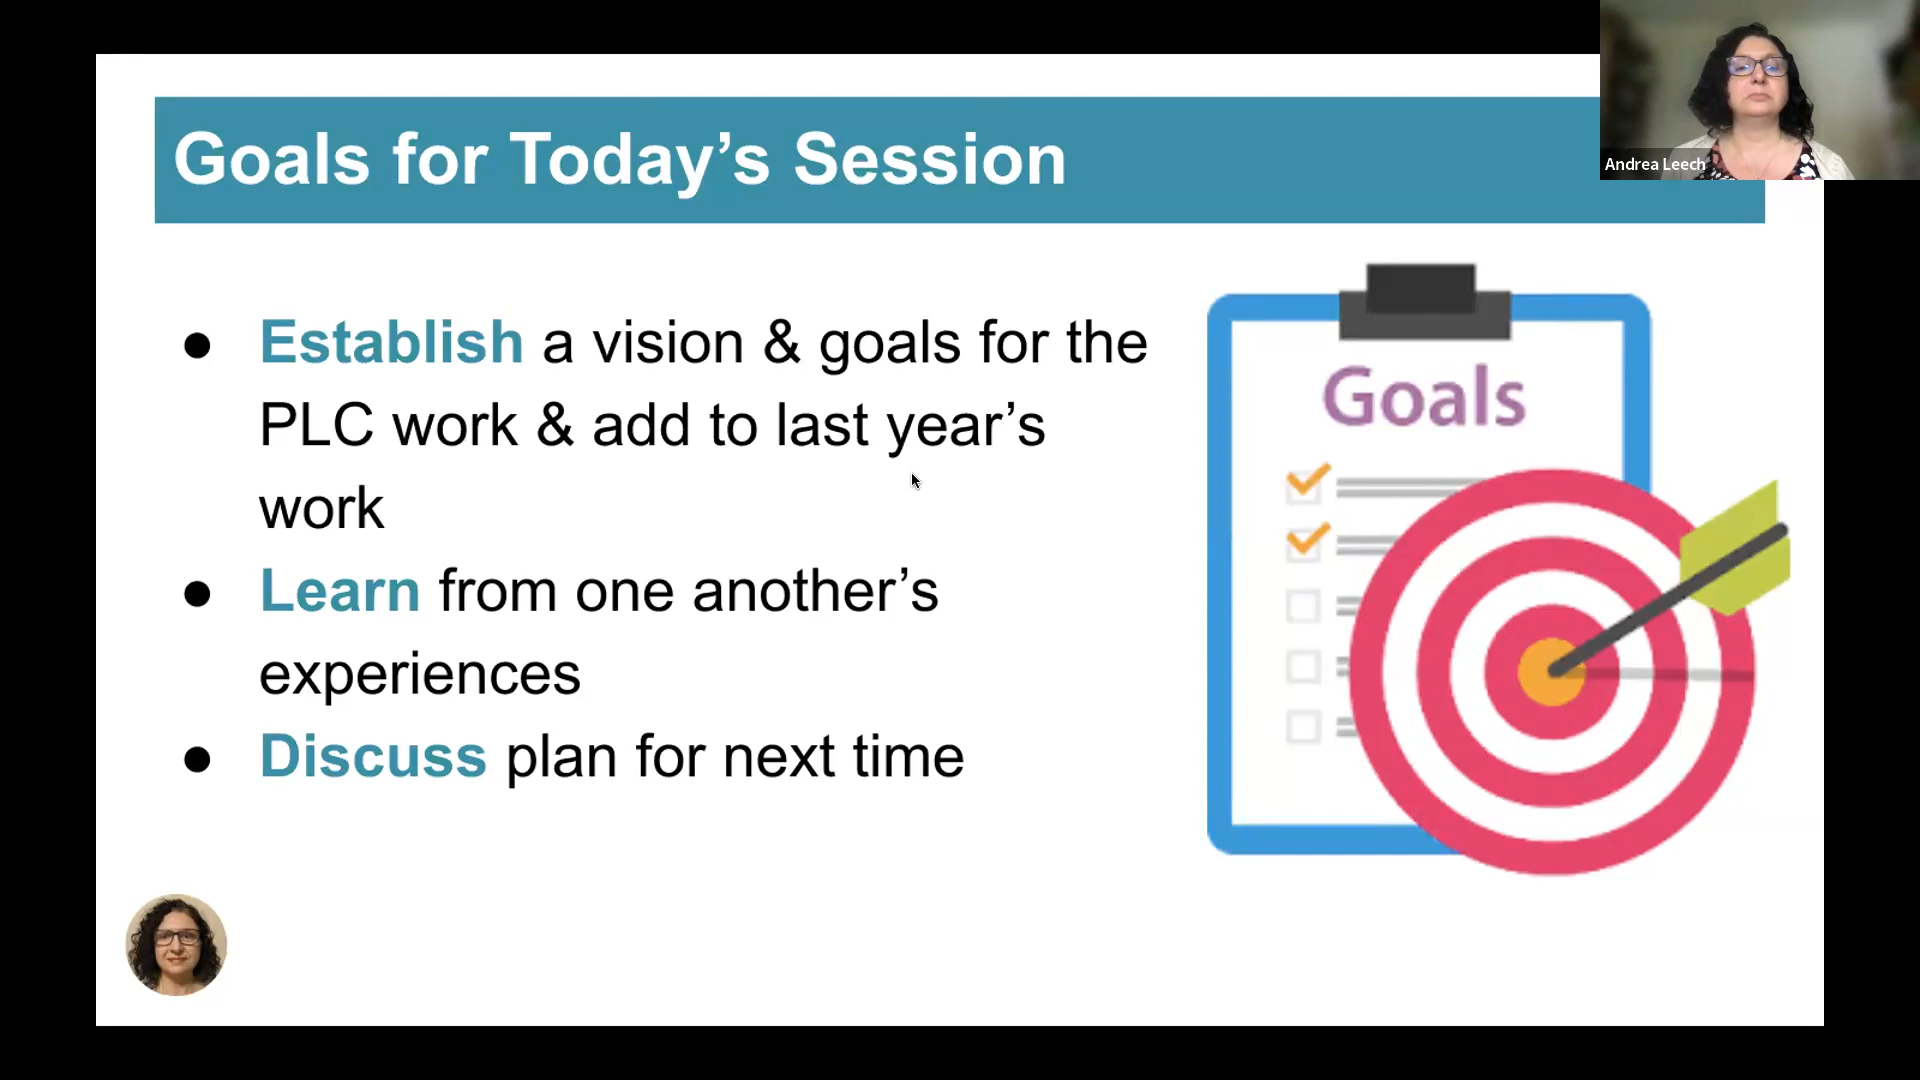 Goals for Today’s Session
Andrea Leech
● Establish a vision & goals for the
PLC work & add to last year’s
work
● Learn from one another’s
experiences
● Discuss plan for next time
Goals